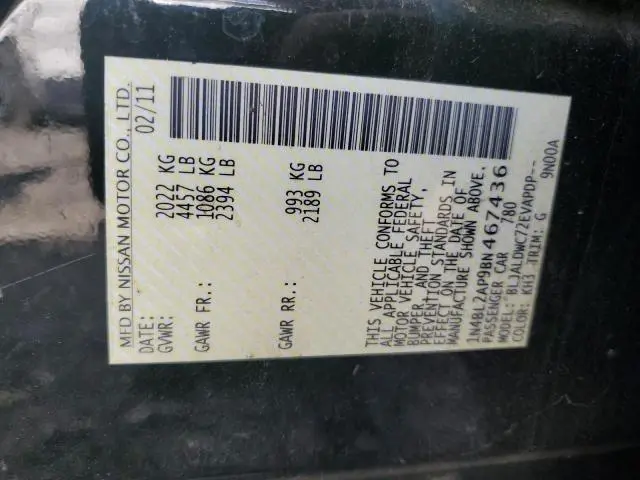 MFD BY NISSAN MOTOR CO., LTD.
DATE: 02/11
GVWR: 2022 KG
4457 LB
GAWR FR.: 1086 KG
2394 LB
GAWR RR.: 993 KG
2189 LB
THIS VEHICLE CONFORMS TO
ALL APPLICABLE FEDERAL
MOTOR VEHICLE SAFETY,
BUMPER, AND THEFT
PREVENTION STANDARDS IN
EFFECT ON THE DATE OF
MANUFACTURE SHOWN ABOVE.
1N4BL2AP9BN467436
PASSENGER CAR 780
MODEL: BLJALDWC72EVAPDP--
COLOR: KH3 TRIM: G 9N00A